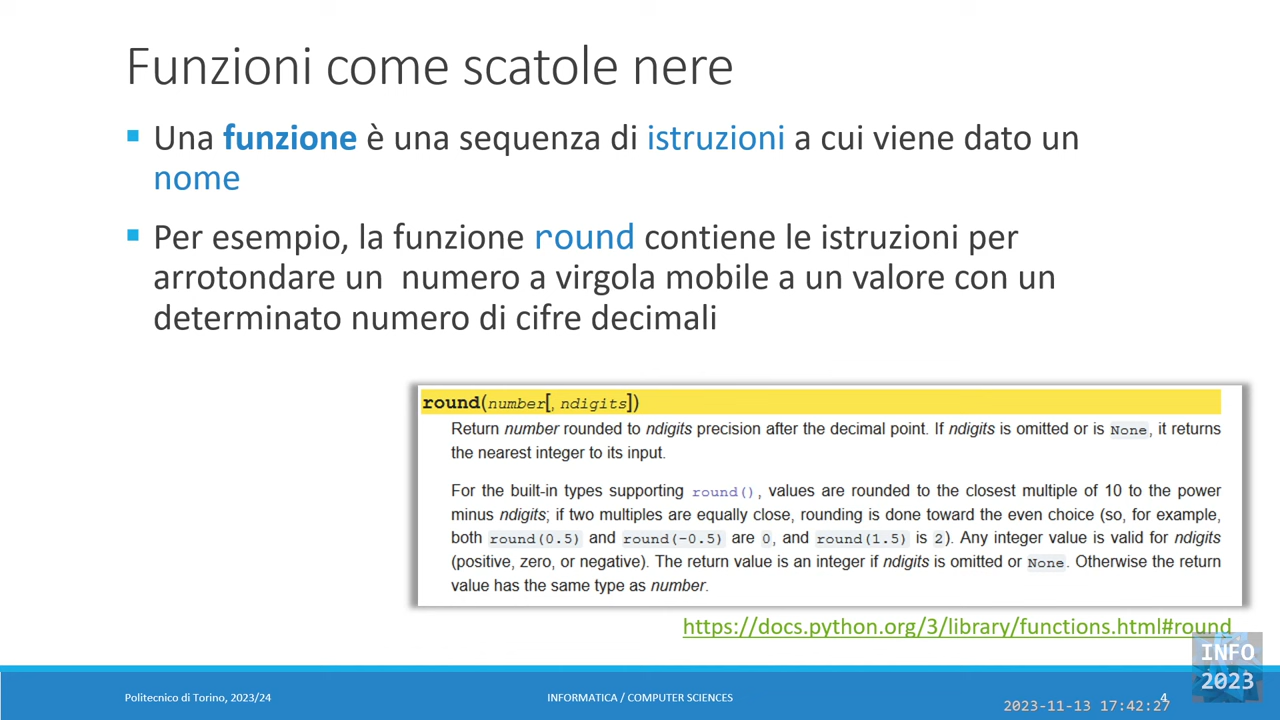 Funzioni come scatole nere
Una funzione è una sequenza di istruzioni a cui viene dato un
nome
Per esempio, la funzione round contiene le istruzioni per
arrotondare un  numero a virgola mobile a un valore con un
determinato numero di cifre decimali
round(number[, ndigits])
Return number rounded to ndigits precision after the decimal point. If ndigits is omitted or is None, it returns
the nearest integer to its input.
For the built-in types supporting round(), values are rounded to the closest multiple of 10 to the power
minus ndigits; if two multiples are equally close, rounding is done toward the even choice (so, for example,
both round(0.5) and round(-0.5) are 0, and round(1.5) is 2). Any integer value is valid for ndigits
(positive, zero, or negative). The return value is an integer if ndigits is omitted or None. Otherwise the return
value has the same type as number.
https://docs.python.org/3/library/functions.html#round
INFO
2023
Politecnico di Torino, 2023/24
INFORMATICA / COMPUTER SCIENCES
4
2023-11-13 17:42:27